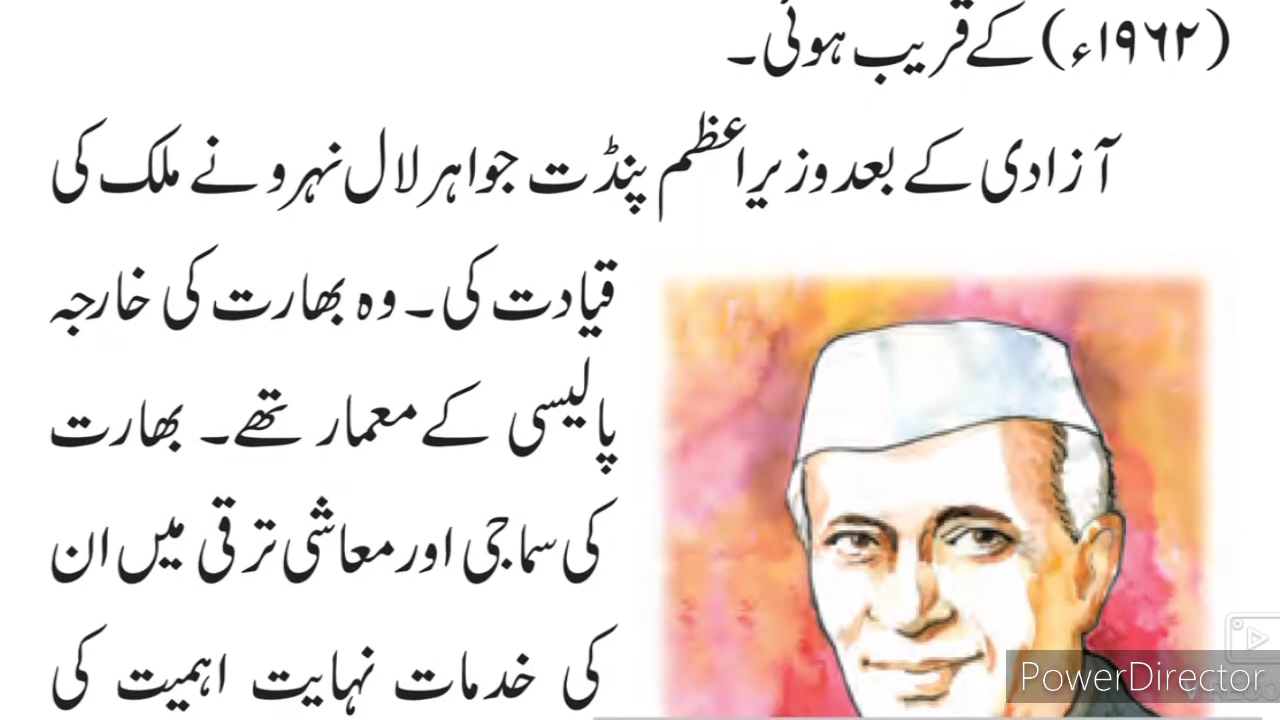 (۱۹۶۲ء) کے قریب ہوئی۔
آزادی کے بعد وزیرِاعظم پنڈت جواہر لال نہرو نے ملک کی
قیادت کی۔ وہ بھارت کی خارجہ
پالیسی کے معمار تھے۔ بھارت
کی سماجی اور معاشی ترقی میں ان
کی خدمات نہایت اہمیت کی
PowerDirector